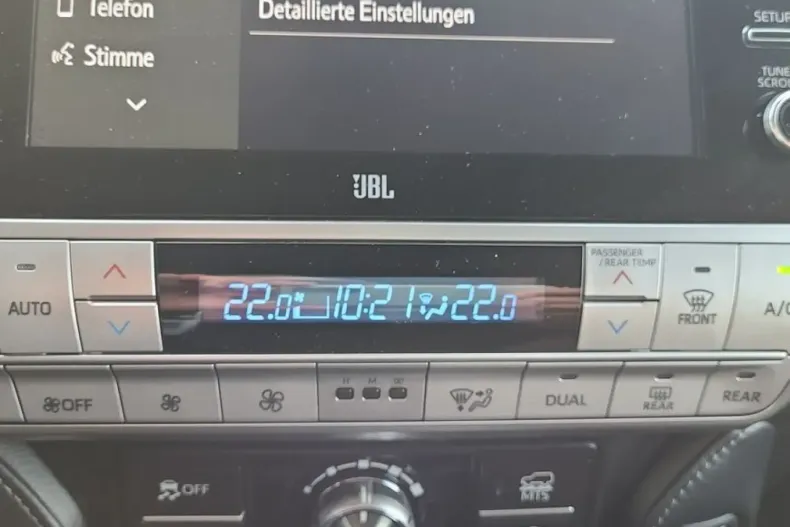 Telefon
Detaillierte Einstellungen
Stimme
SETUP
TUNE
SCROLL
JBL
AUTO
22.0 10:21 22.0
PASSENGER
/ REAR TEMP
FRONT
A/C
OFF
H M W
DUAL
REAR
REAR
OFF
MTS